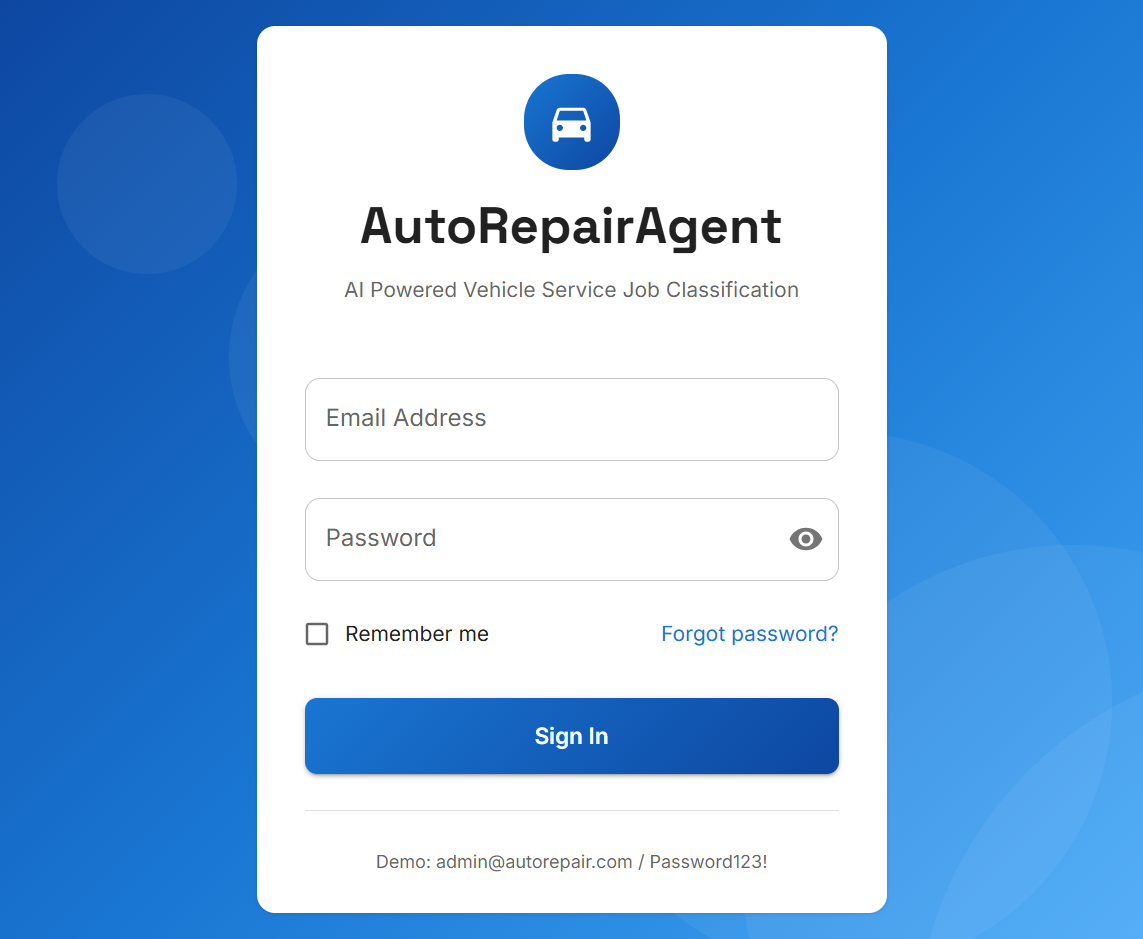 AutoRepairAgent
AI Powered Vehicle Service Job Classification
Email Address
Password
Remember me
Forgot password?
Sign In
Demo: admin@autorepair.com / Password123!